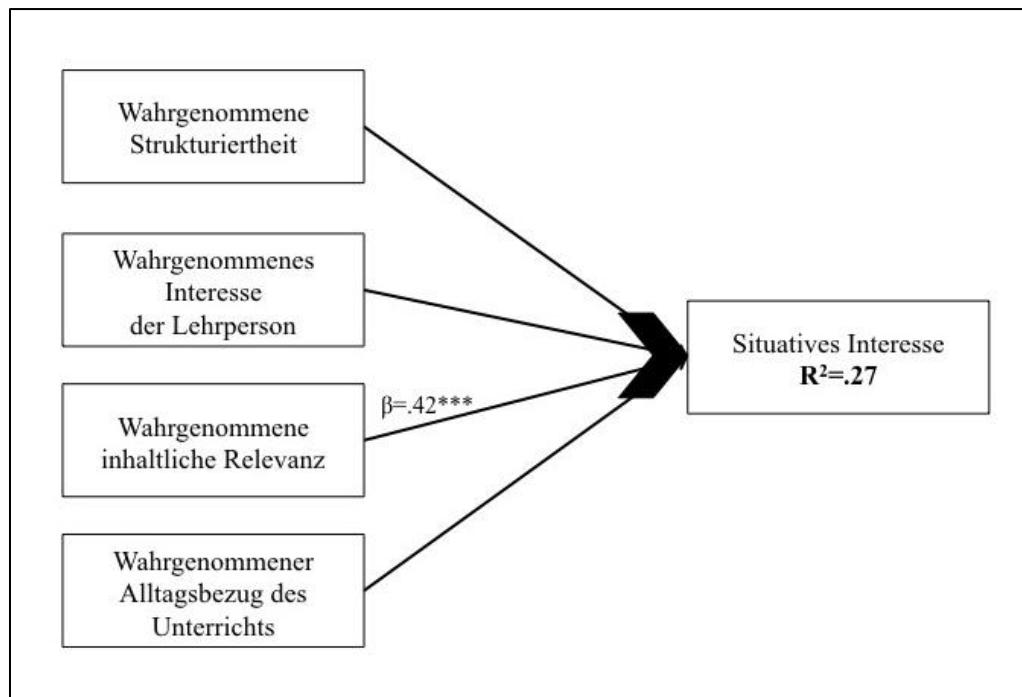 Wahrgenommene
Strukturiertheit
Wahrgenommenes
Interesse
der Lehrperson
β=.42***
Wahrgenommene
inhaltliche Relevanz
Wahrgenommener
Alltagsbezug des
Unterrichts
Situatives Interesse
R²=.27